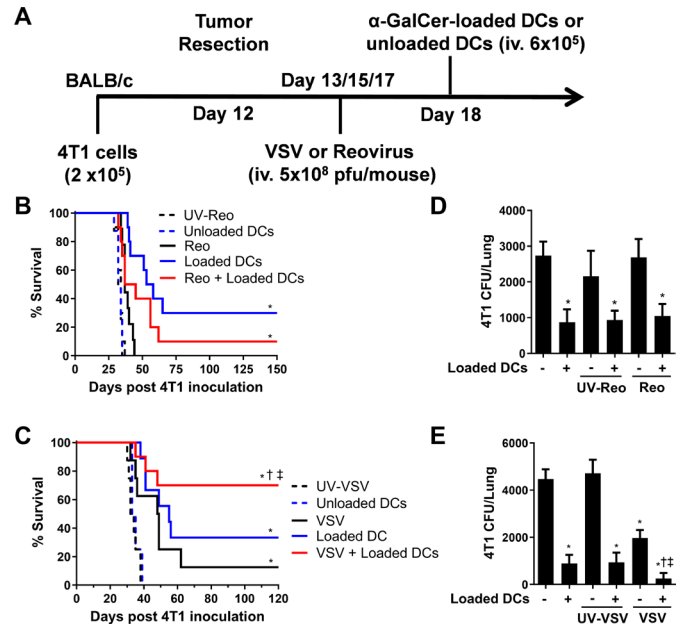 A
Tumor
Resection
α-GalCer-loaded DCs or
unloaded DCs (iv. 6x10⁵)
BALB/c
Day 13/15/17
Day 12
Day 18
4T1 cells
(2 x10⁵)
VSV or Reovirus
(iv. 5x10⁸ pfu/mouse)
B
% Survival
100
80
60
40
20
0
0
25
50
75
100
125
150
Days post 4T1 inoculation
UV-Reo
Unloaded DCs
Reo
Loaded DCs
Reo + Loaded DCs
*
*
D
4T1 CFU/Lung
4000
3000
2000
1000
0
*
*
*
Loaded DCs - + - + - +
UV-Reo Reo
C
% Survival
100
80
60
40
20
0
0
20
40
60
80
100
120
Days post 4T1 inoculation
*†‡
UV-VSV
Unloaded DCs
VSV
Loaded DC
VSV + Loaded DCs
*
*
E
4T1 CFU/Lung
6000
4000
2000
0
*
*
*
*†‡
Loaded DCs - + - + - +
UV-VSV VSV